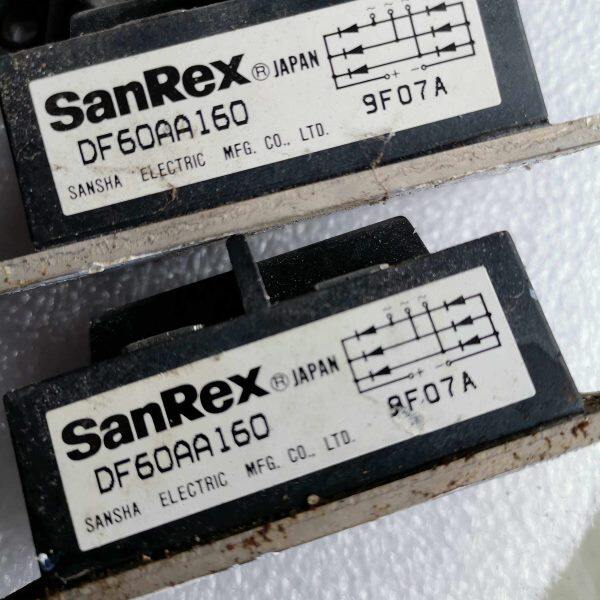 SanRex ® JAPAN
~ ~ ~
+ −
DF60AA160
9F07A
SANSHA ELECTRIC MFG. CO., LTD.
SanRex ® JAPAN
~ ~ ~
+ −
DF60AA160
9F07A
SANSHA ELECTRIC MFG. CO., LTD.